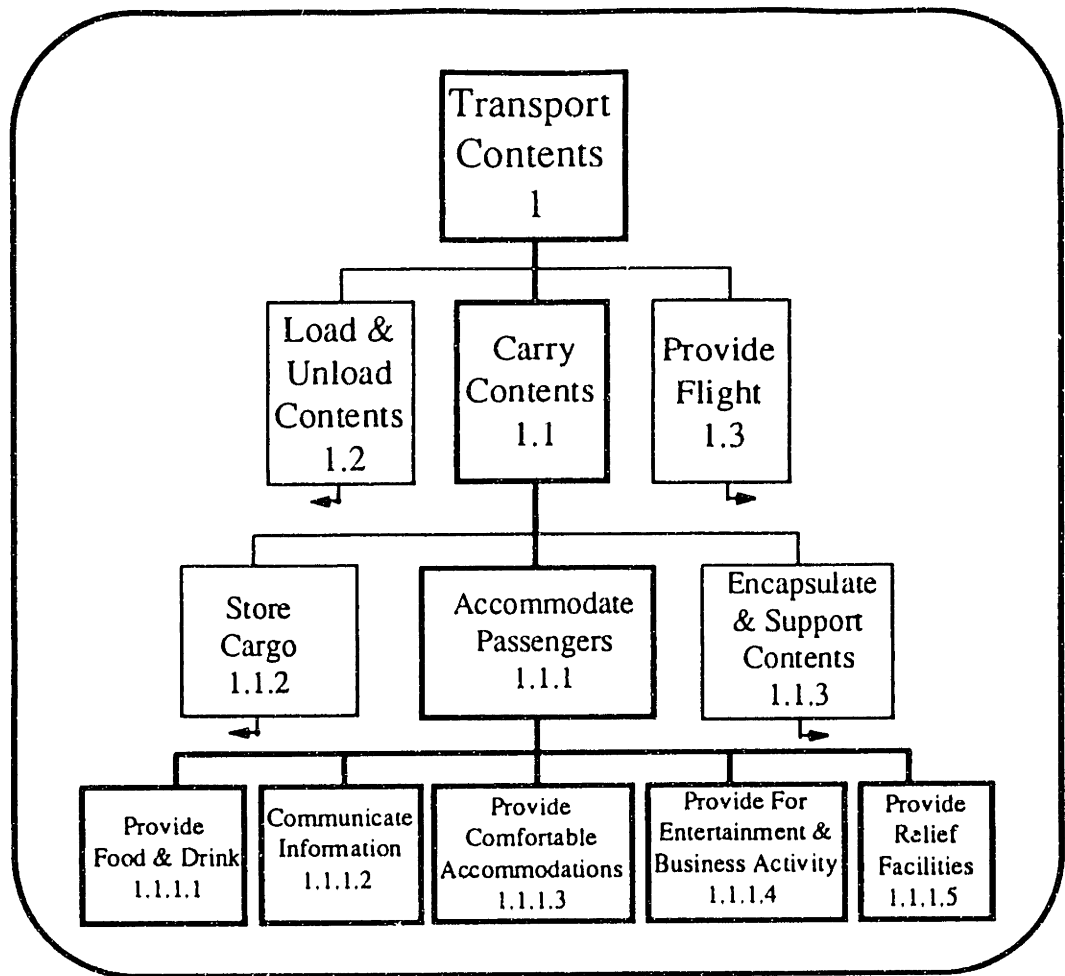 Transport
Contents
1
Load &
Unload
Contents
1.2
Carry
Contents
1.1
Provide
Flight
1.3
Store
Cargo
1.1.2
Accommodate
Passengers
1.1.1
Encapsulate
& Support
Contents
1.1.3
Provide
Food & Drink
1.1.1.1
Communicate
Information
1.1.1.2
Provide
Comfortable
Accommodations
1.1.1.3
Provide For
Entertainment &
Business Activity
1.1.1.4
Provide
Relief
Facilities
1.1.1.5